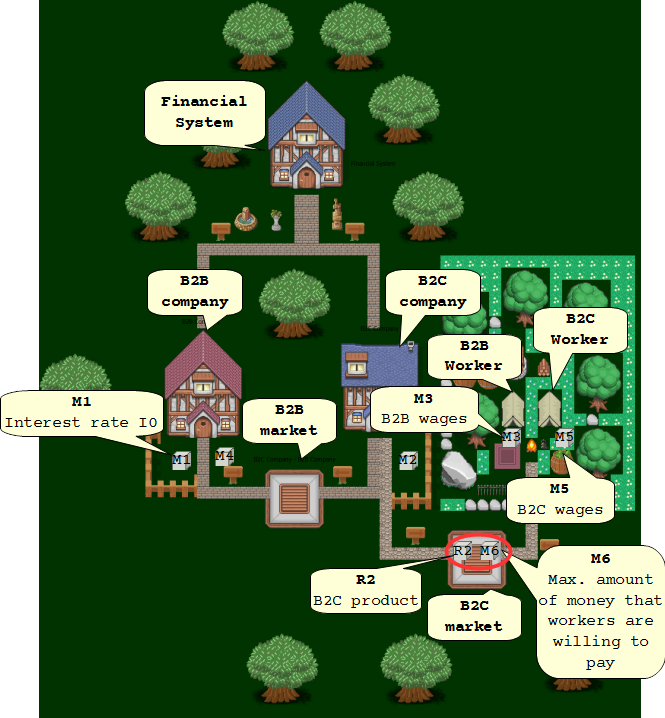 Financial
System
Financial System
B2B
company
B2C
company
B2C
Worker
B2B
Worker
M1
Interest rate I0
M3
B2B wages
B2B
market
M1
M4
M2
M3
M5
M5
B2C wages
R2 M6
R2
B2C product
B2C
market
M6
Max. amount
of money that
workers are
willing to
pay